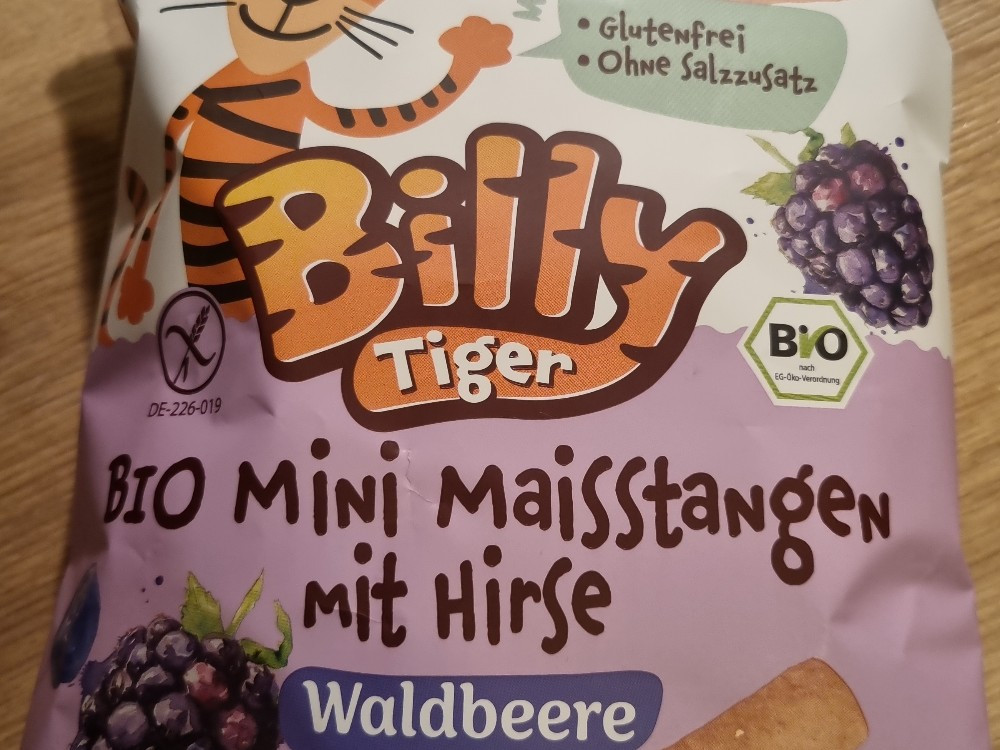 • Glutenfrei
• Ohne Salzzusatz
Billy
Tiger
BIO
nach
EG-Öko-Verordnung
DE-226-019
BIO Mini Maisstangen
mit Hirse
Waldbeere